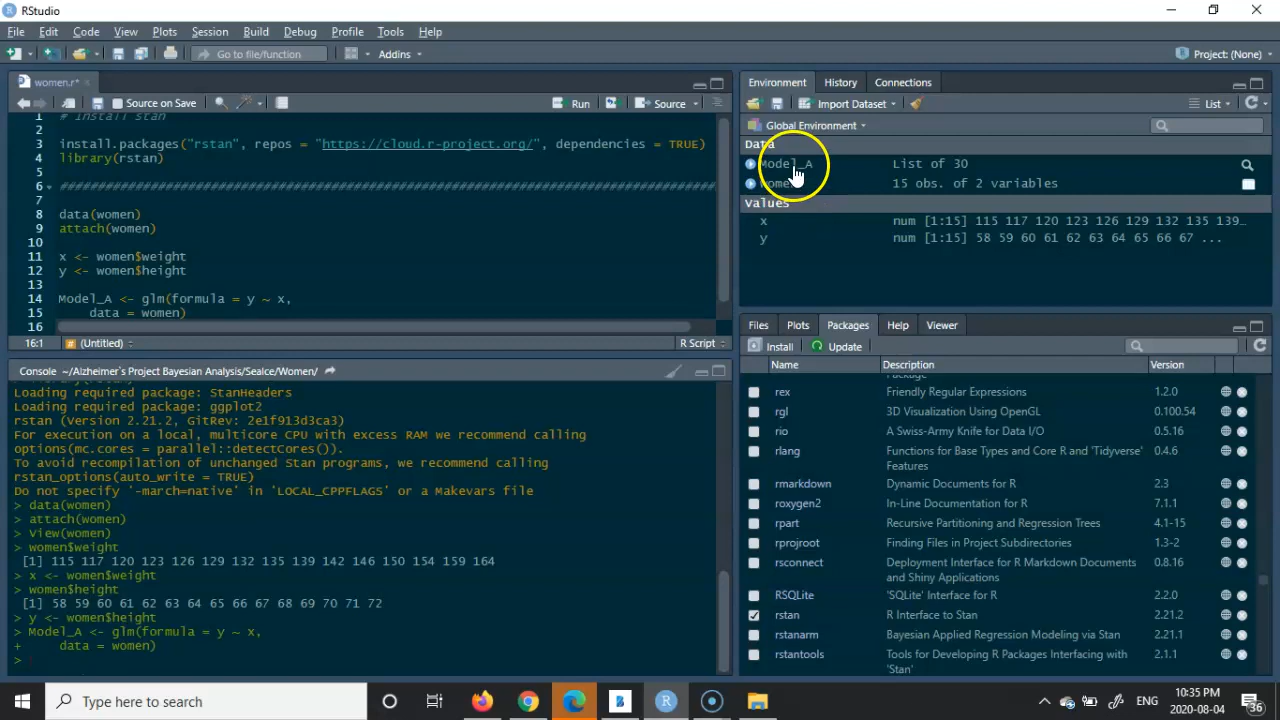 RStudio
File Edit Code View Plots Session Build Debug Profile Tools Help
Go to file/function Addins Project: (None)
women.r*
Source on Save Run Source
1 # Install stan
2
3 install.packages("rstan", repos = "https://cloud.r-project.org/", dependencies = TRUE)
4 library(rstan)
5
6 ####################################################################################
7
8 data(women)
9 attach(women)
10
11 x <- women$weight
12 y <- women$height
13
14 Model_A <- glm(formula = y ~ x,
15 data = women)
16
16:1 (Untitled) R Script
Console ~/Alzheimer's Project Bayesian Analysis/Sealce/Women/
Loading required package: StanHeaders
Loading required package: ggplot2
rstan (Version 2.21.2, GitRev: 2e1f913d3ca3)
For execution on a local, multicore CPU with excess RAM we recommend calling
options(mc.cores = parallel::detectCores()).
To avoid recompilation of unchanged Stan programs, we recommend calling
rstan_options(auto_write = TRUE)
Do not specify '-march=native' in 'LOCAL_CPPFLAGS' or a Makevars file
> data(women)
> attach(women)
> View(women)
> women$weight
[1] 115 117 120 123 126 129 132 135 139 142 146 150 154 159 164
> x <- women$weight
> women$height
[1] 58 59 60 61 62 63 64 65 66 67 68 69 70 71 72
> y <- women$height
> Model_A <- glm(formula = y ~ x,
+ data = women)
>
Environment History Connections
Import Dataset List
Global Environment
Data
Model_A List of 30
women 15 obs. of 2 variables
Values
x num [1:15] 115 117 120 123 126 129 132 135 139…
y num [1:15] 58 59 60 61 62 63 64 65 66 67 ...
Files Plots Packages Help Viewer
Install Update
Name Description Version
Package
rex Friendly Regular Expressions 1.2.0
rgl 3D Visualization Using OpenGL 0.100.54
rio A Swiss-Army Knife for Data I/O 0.5.16
rlang Functions for Base Types and Core R and 'Tidyverse' 0.4.6
Features
rmarkdown Dynamic Documents for R 2.3
roxygen2 In-Line Documentation for R 7.1.1
rpart Recursive Partitioning and Regression Trees 4.1-15
rprojroot Finding Files in Project Subdirectories 1.3-2
rsconnect Deployment Interface for R Markdown Documents 0.8.16
and Shiny Applications
RSQLite 'SQLite' Interface for R 2.2.0
rstan R Interface to Stan 2.21.2
rstanarm Bayesian Applied Regression Modeling via Stan 2.21.1
rstantools Tools for Developing R Packages Interfacing with 2.1.1
'Stan'
Type here to search
B
R
ENG
10:35 PM
2020-08-04
36